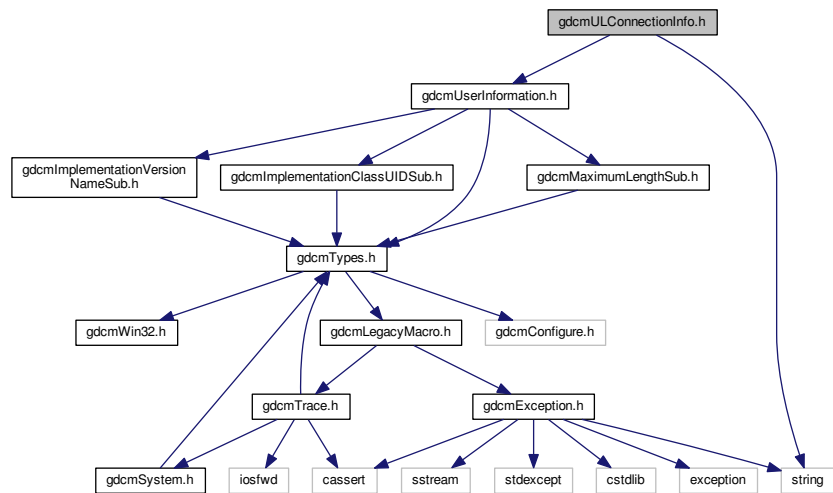 gdcmULConnectionInfo.h
gdcmUserInformation.h
gdcmImplementationVersion
NameSub.h
gdcmImplementationClassUIDSub.h
gdcmMaximumLengthSub.h
gdcmTypes.h
gdcmWin32.h
gdcmLegacyMacro.h
gdcmConfigure.h
gdcmTrace.h
gdcmException.h
gdcmSystem.h
iosfwd
cassert
sstream
stdexcept
cstdlib
exception
string